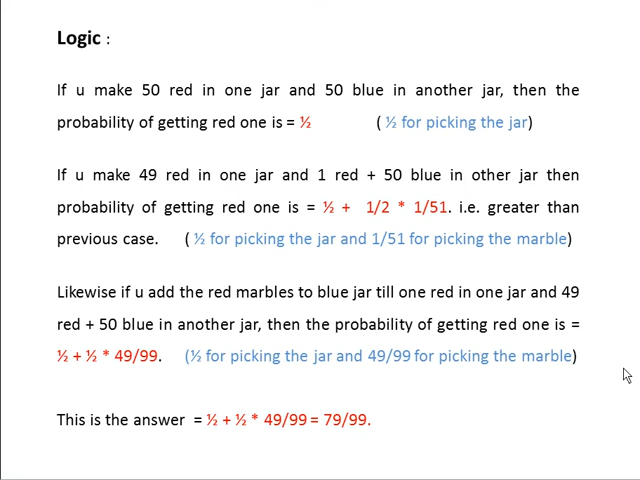 Logic :
If u make 50 red in one jar and 50 blue in another jar, then the
probability of getting red one is = ½ ( ½ for picking the jar)
If u make 49 red in one jar and 1 red + 50 blue in other jar then
probability of getting red one is = ½ + 1/2 * 1/51. i.e. greater than
previous case. ( ½ for picking the jar and 1/51 for picking the marble)
Likewise if u add the red marbles to blue jar till one red in one jar and 49
red + 50 blue in another jar, then the probability of getting red one is =
½ + ½ * 49/99. (½ for picking the jar and 49/99 for picking the marble)
This is the answer = ½ + ½ * 49/99 = 79/99.